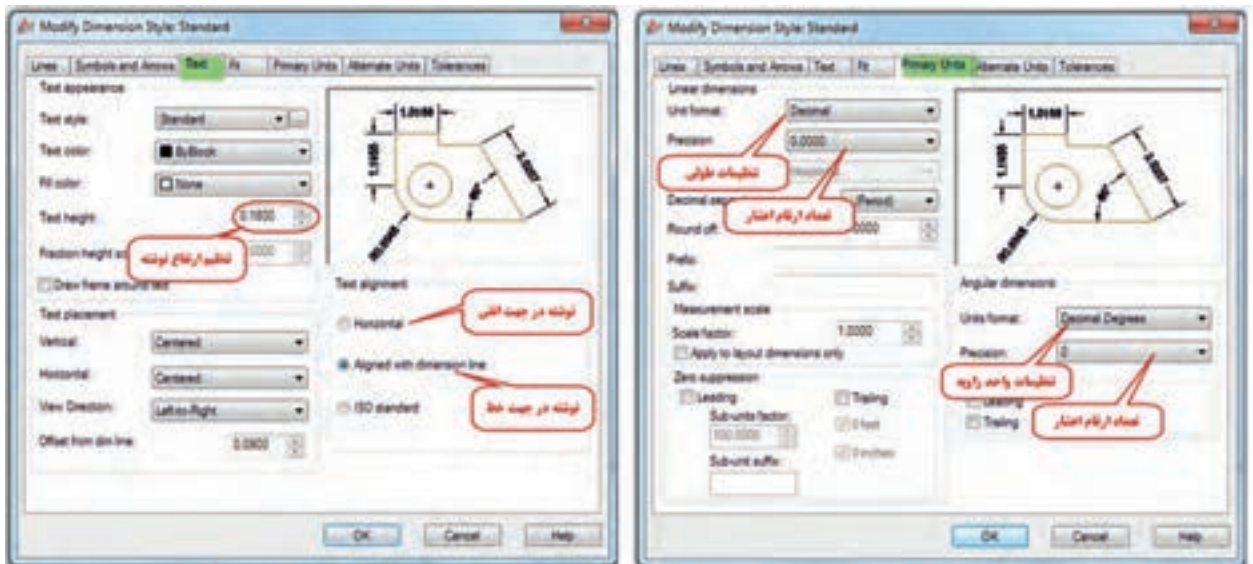 Modify Dimension Style: Standard
Lines Symbols and Arrows Text Fit Primary Units Alternate Units Tolerances
Text appearance
Text style: Standard
Text color: ByBlock
Fill color: None
Text height: 0.1800
تنظیم ارتفاع نوشته
Fraction height
Draw frame around text
Text placement
Vertical: Centered
Horizontal: Centered
View Direction: Left-to-Right
Offset from dim line: 0.0900
1.0159
Text alignment
Horizontal
نوشته در جهت افقی
Aligned with dimension line
نوشته در جهت خط
ISO standard
OK Cancel Help
Modify Dimension Style: Standard
Lines Symbols and Arrows Text Fit Primary Units Alternate Units Tolerances
Linear dimensions
Unit format: Decimal
Precision 0.0000
تنظیمات طولی
تعداد ارقام اعشار
Decimal (Period)
Round off:
Prefix:
Suffix:
Measurement scale
Scale factor: 1.0000
Apply to layout dimensions only
Zero suppression
Leading Trailing
Sub-units factor: 0 feet
100.0000
0 inches
Sub-unit suffix:
1.0159
Angular dimensions
Units format: Decimal Degrees
Precision: 0
تنظیمات واحد زاویه
تعداد ارقام اعشار
Leading
Trailing
OK Cancel Help